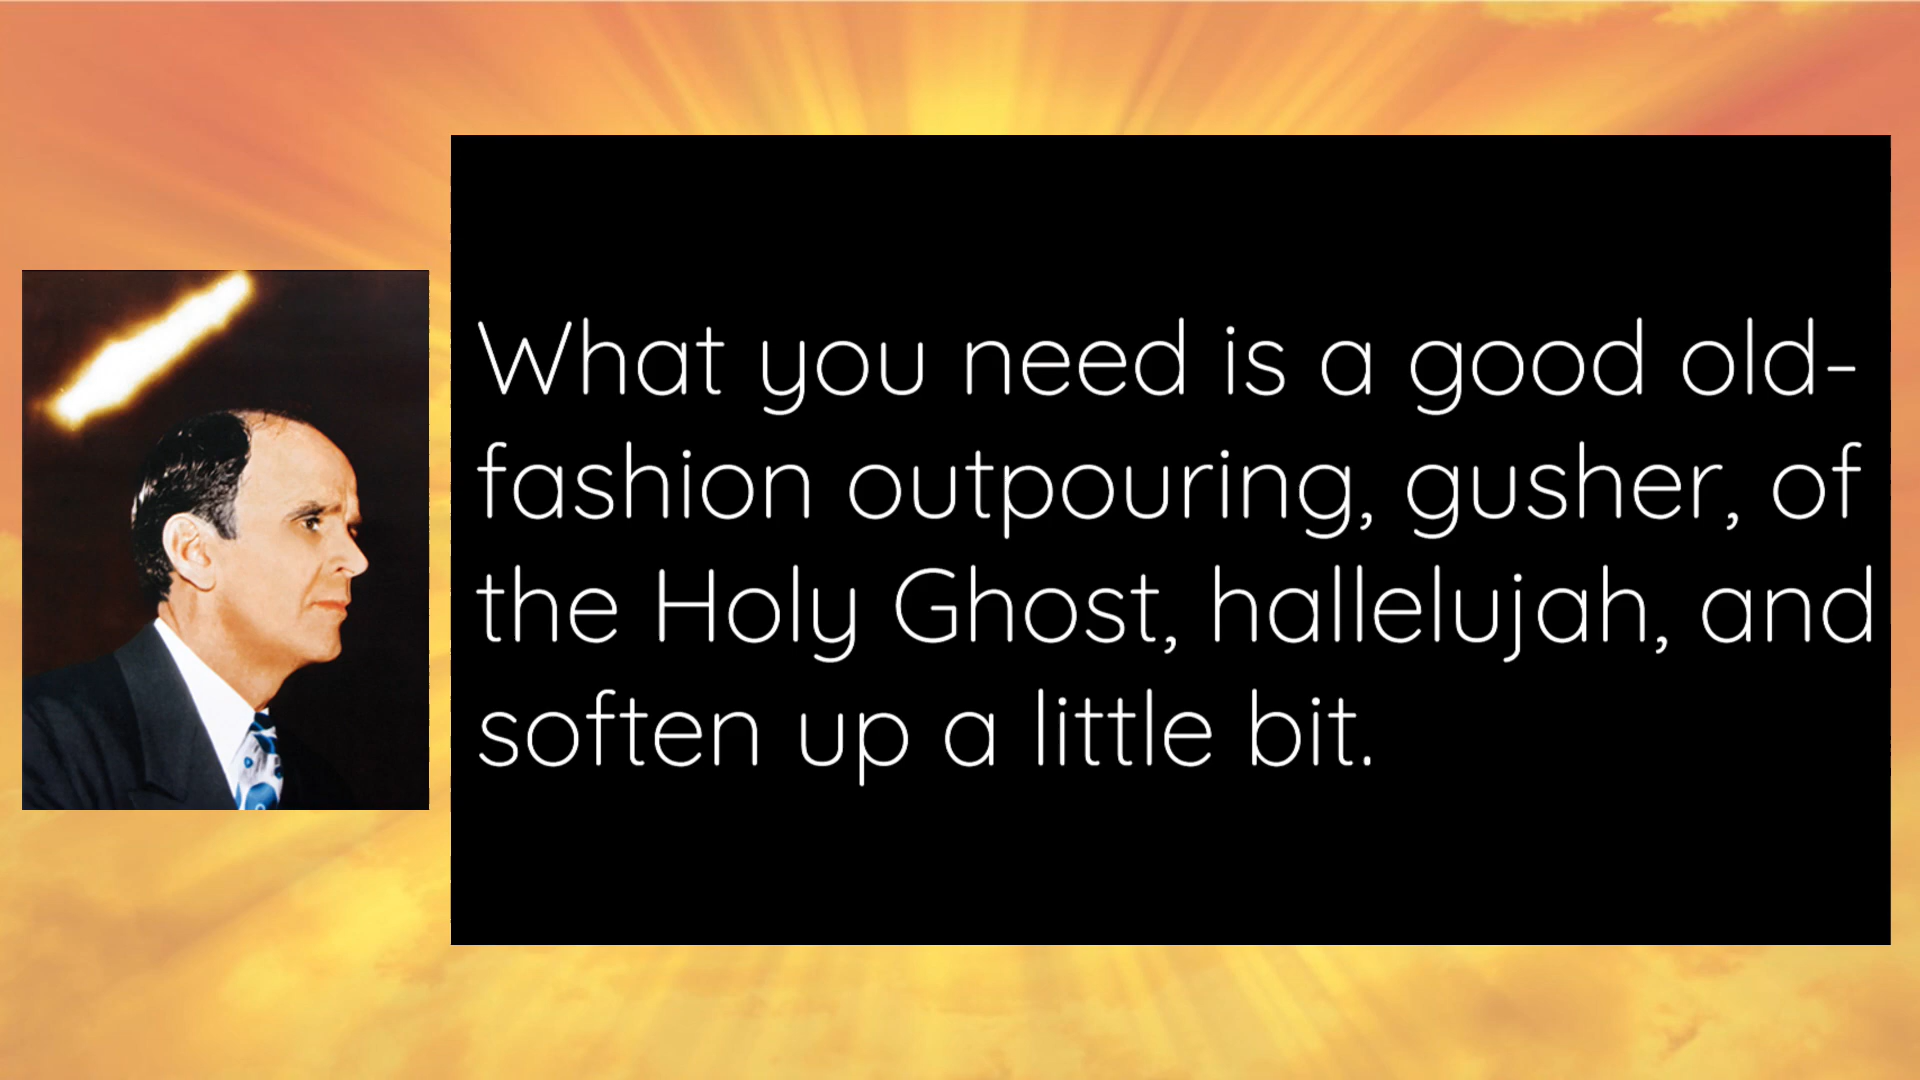 What you need is a good old-
fashion outpouring, gusher, of
the Holy Ghost, hallelujah, and
soften up a little bit.